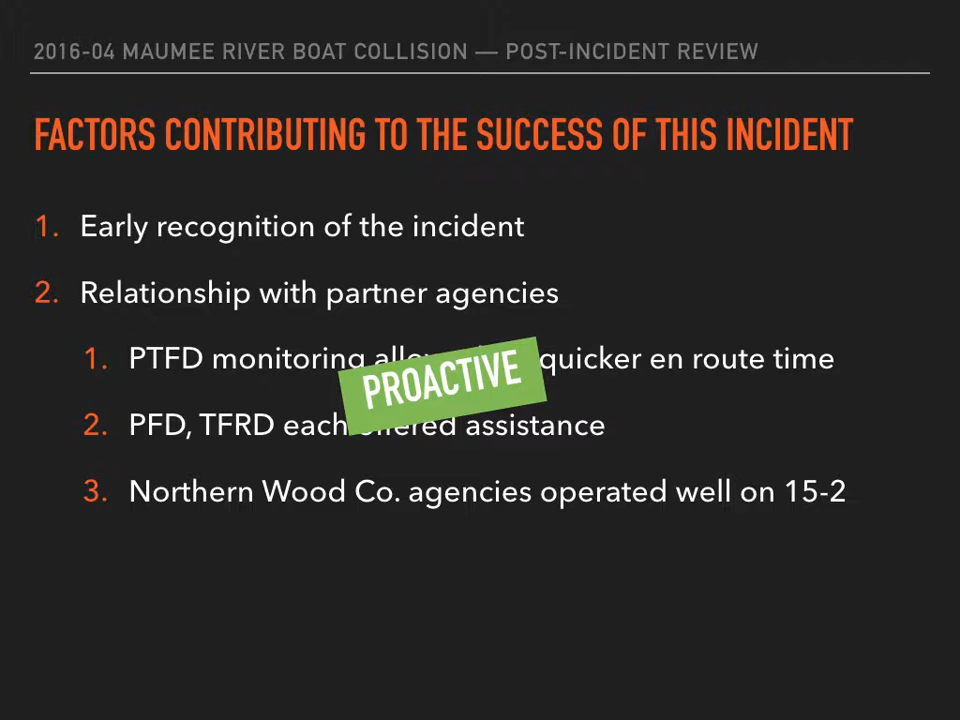 2016-04 MAUMEE RIVER BOAT COLLISION — POST-INCIDENT REVIEW
FACTORS CONTRIBUTING TO THE SUCCESS OF THIS INCIDENT
1. Early recognition of the incident
2. Relationship with partner agencies
1. PTFD monitoring quicker en route time
PROACTIVE
2. PFD, TFRD each offered assistance
3. Northern Wood Co. agencies operated well on 15-2